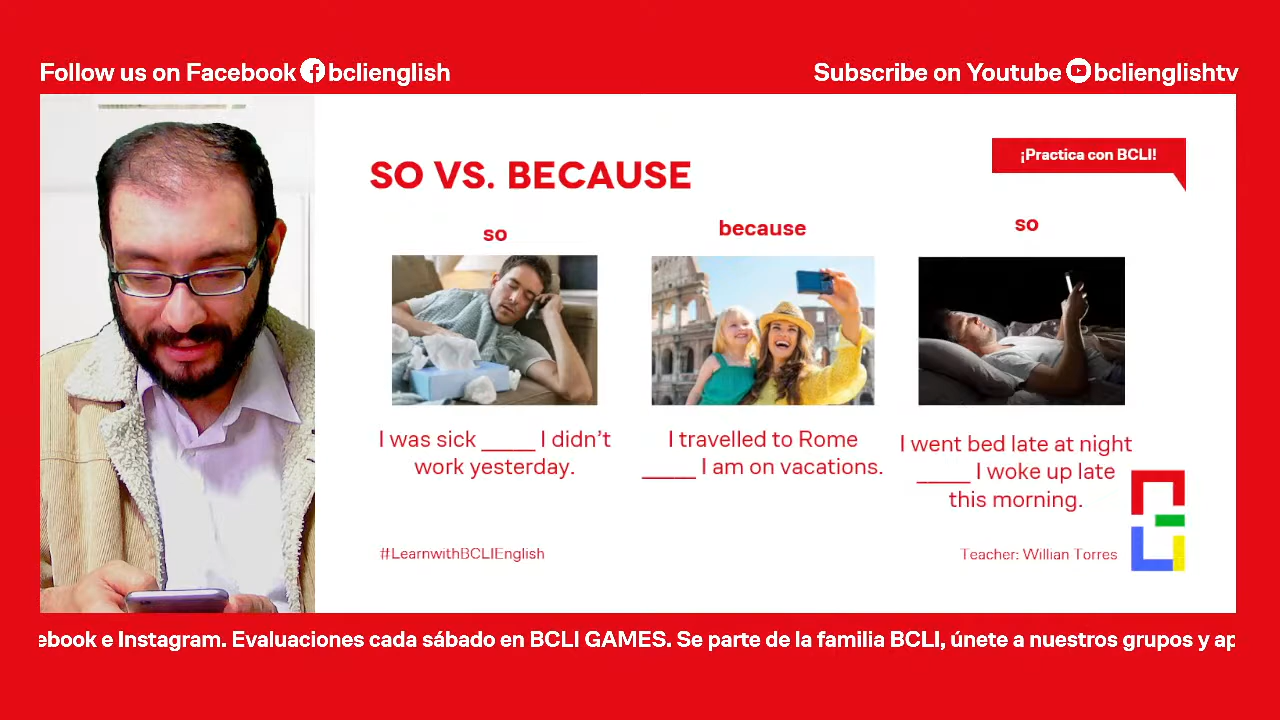 Follow us on Facebook bclienglish
Subscribe on Youtube bclienglishtv
¡Practica con BCLI!
SO VS. BECAUSE
so
because
so
I was sick _____ I didn't
work yesterday.
I travelled to Rome
_____ I am on vacations.
I went bed late at night
_____ I woke up late
this morning.
#LearnwithBCLIEnglish
Teacher: Willian Torres
ebook e Instagram. Evaluaciones cada sábado en BCLI GAMES. Se parte de la familia BCLI, únete a nuestros grupos y ap